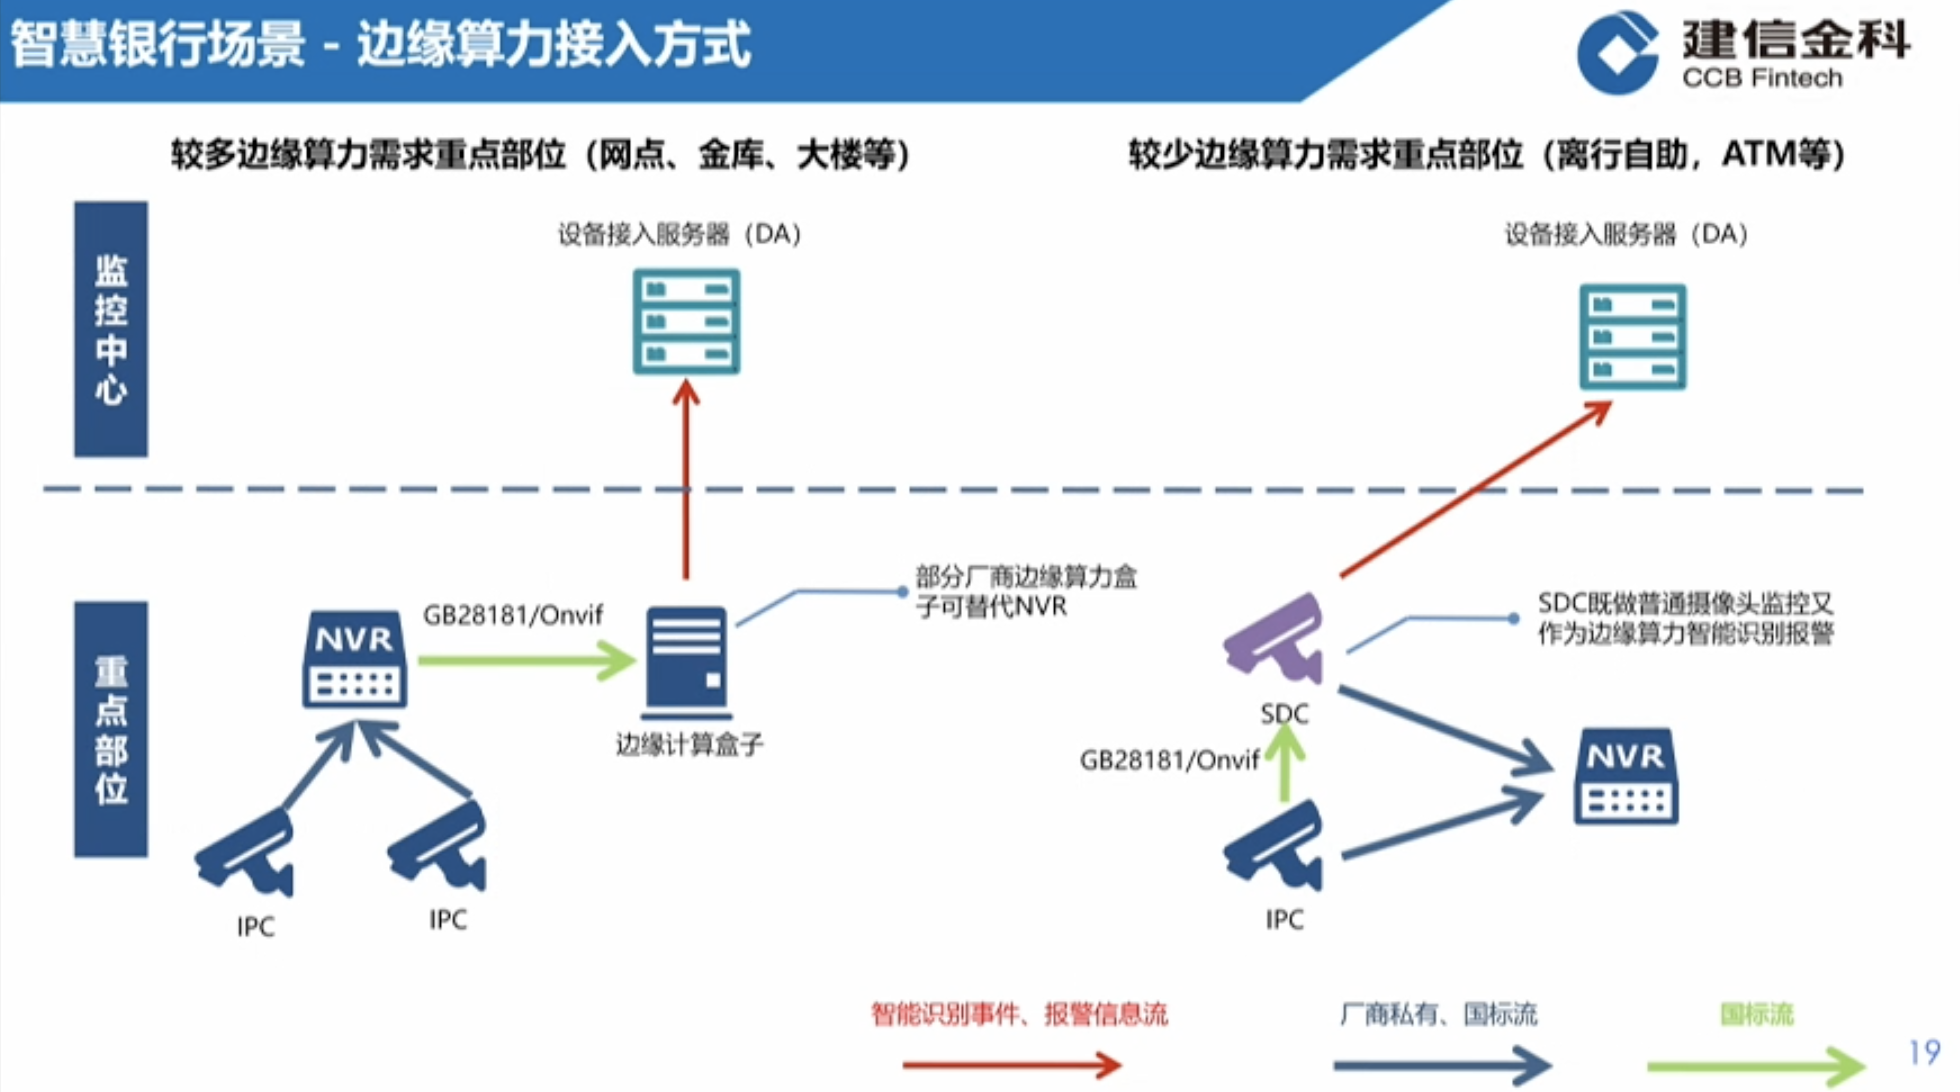 智慧银行场景 - 边缘算力接入方式
建信金科
CCB Fintech
较多边缘算力需求重点部位（网点、金库、大楼等）
较少边缘算力需求重点部位（离行自助，ATM等）
监控中心
设备接入服务器（DA）
设备接入服务器（DA）
重点部位
NVR
GB28181/Onvif
边缘计算盒子
部分厂商边缘算力盒
子可替代NVR
IPC
IPC
SDC
SDC既做普通摄像头监控又
作为边缘算力智能识别报警
GB28181/Onvif
NVR
IPC
智能识别事件、报警信息流
厂商私有、国标流
国标流
19